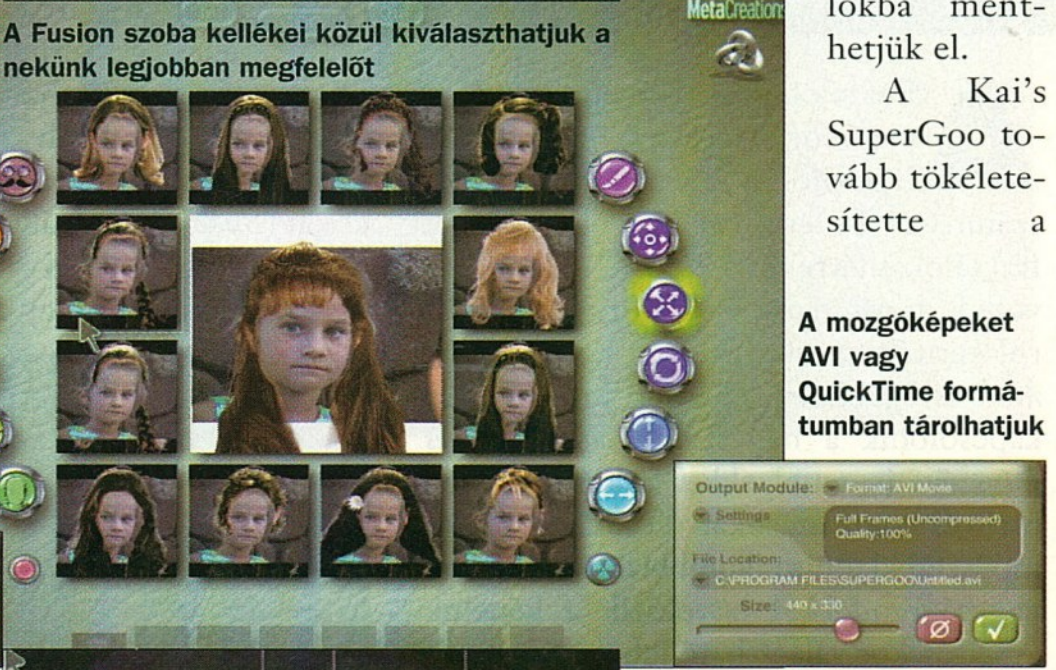 A Fusion szoba kellékei közül kiválaszthatjuk a
nekünk legjobban megfelelőt
MetaCreations
lokba ment-
hetjük el.
A Kai's
SuperGoo to-
vább tökélete-
sítette a
A mozgóképeket
AVI vagy
QuickTime formá-
tumban tárolhatjuk
Output Module: Format: AVI Movie
Settings
Full Frames (Uncompressed)
Quality:100%
File Location:
C:\PROGRAM FILES\SUPERGOO\Untitled.avi
Size: 440 x 330